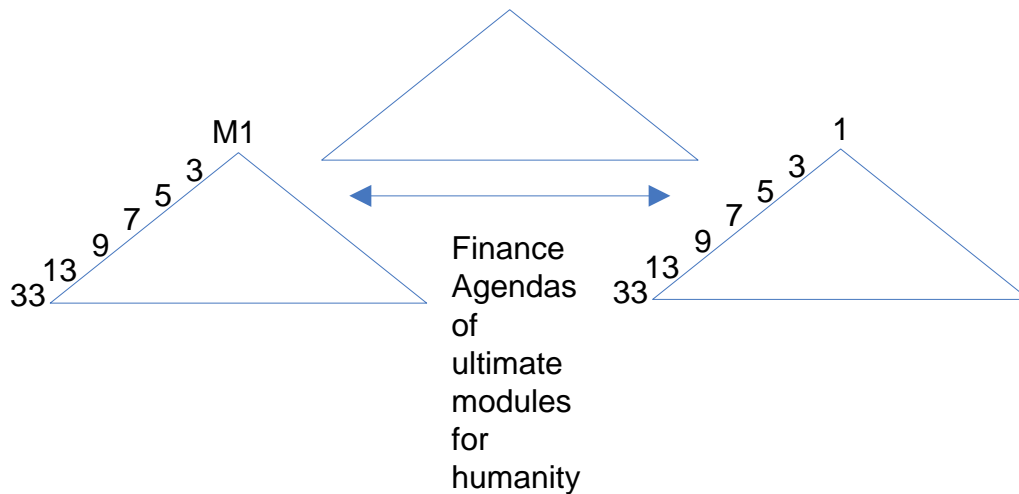 M1
3
5
7
9
13
33
Finance
Agendas
of
ultimate
modules
for
humanity
1
3
5
7
9
13
33